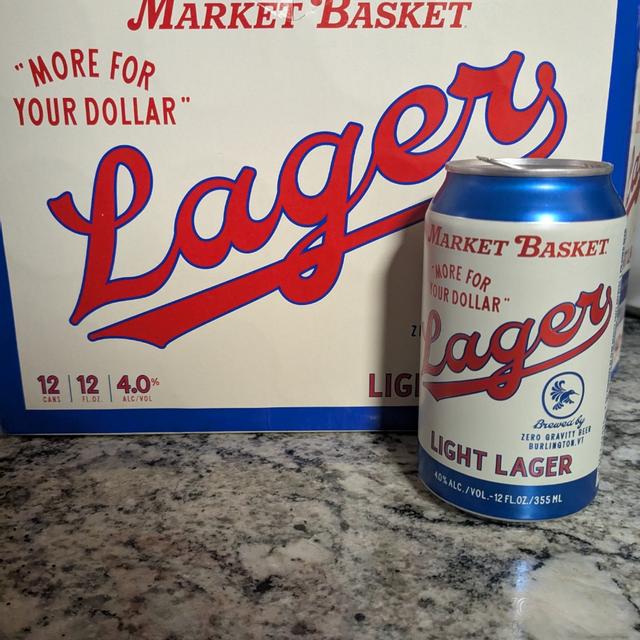 MARKET BASKET
"MORE FOR
YOUR DOLLAR"
Lagers
12 CANS | 12 FL.OZ. | 4.0% ALC/VOL
MARKET BASKET
"MORE FOR
YOUR DOLLAR"
Lagers
Brewed by
ZERO GRAVITY BEER
BURLINGTON, VT
LIGHT LAGER
4.0% ALC./VOL.-12 FL.OZ/355 ML